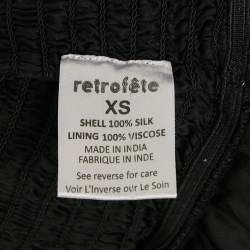 retrofête
XS
SHELL 100% SILK
LINING 100% VISCOSE
MADE IN INDIA
FABRIQUE IN INDE
See reverse for care
Voir L'Inverse our Le Soin